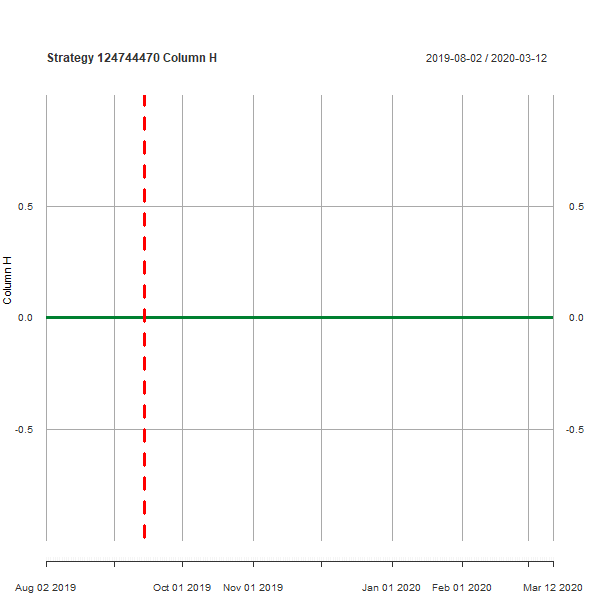 Strategy 124744470 Column H
2019-08-02 / 2020-03-12
0.5
0.5
Column H
0.0
0.0
-0.5
-0.5
Aug 02 2019
Oct 01 2019
Nov 01 2019
Jan 01 2020
Feb 01 2020
Mar 12 2020